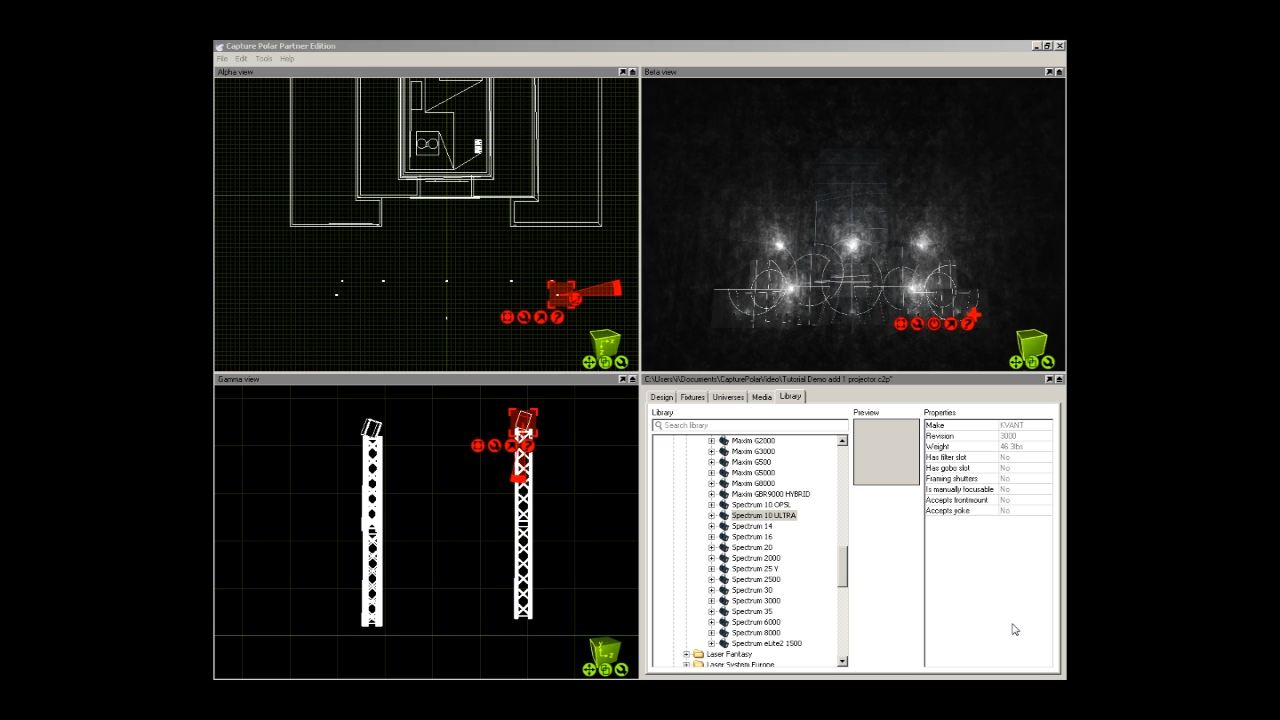 Capture Polar Partner Edition
File Edit Tools Help
Alpha view
Beta view
Gamma view
C:\Users\i\Documents\CapturePolarVideo\Tutorial Demo add 1 projector.c2p*
Design Fixtures Universes Media Library
Library
Search library
Maxim G2000
Maxim G3000
Maxim G500
Maxim G5000
Maxim G8000
Maxim GBR9000 HYBRID
Spectrum 10 OPSL
Spectrum 10 ULTRA
Spectrum 14
Spectrum 16
Spectrum 20
Spectrum 2000
Spectrum 25 Y
Spectrum 2500
Spectrum 30
Spectrum 3000
Spectrum 35
Spectrum 6000
Spectrum 8000
Spectrum eLite2 1500
Laser Fantasy
Laser System Europe
Preview
Properties
Make KVANT
Revision 3000
Weight 46.3lbs
Has filter slot No
Has gobo slot No
Framing shutters No
Is manually focusable No
Accepts frontmount No
Accepts yoke No